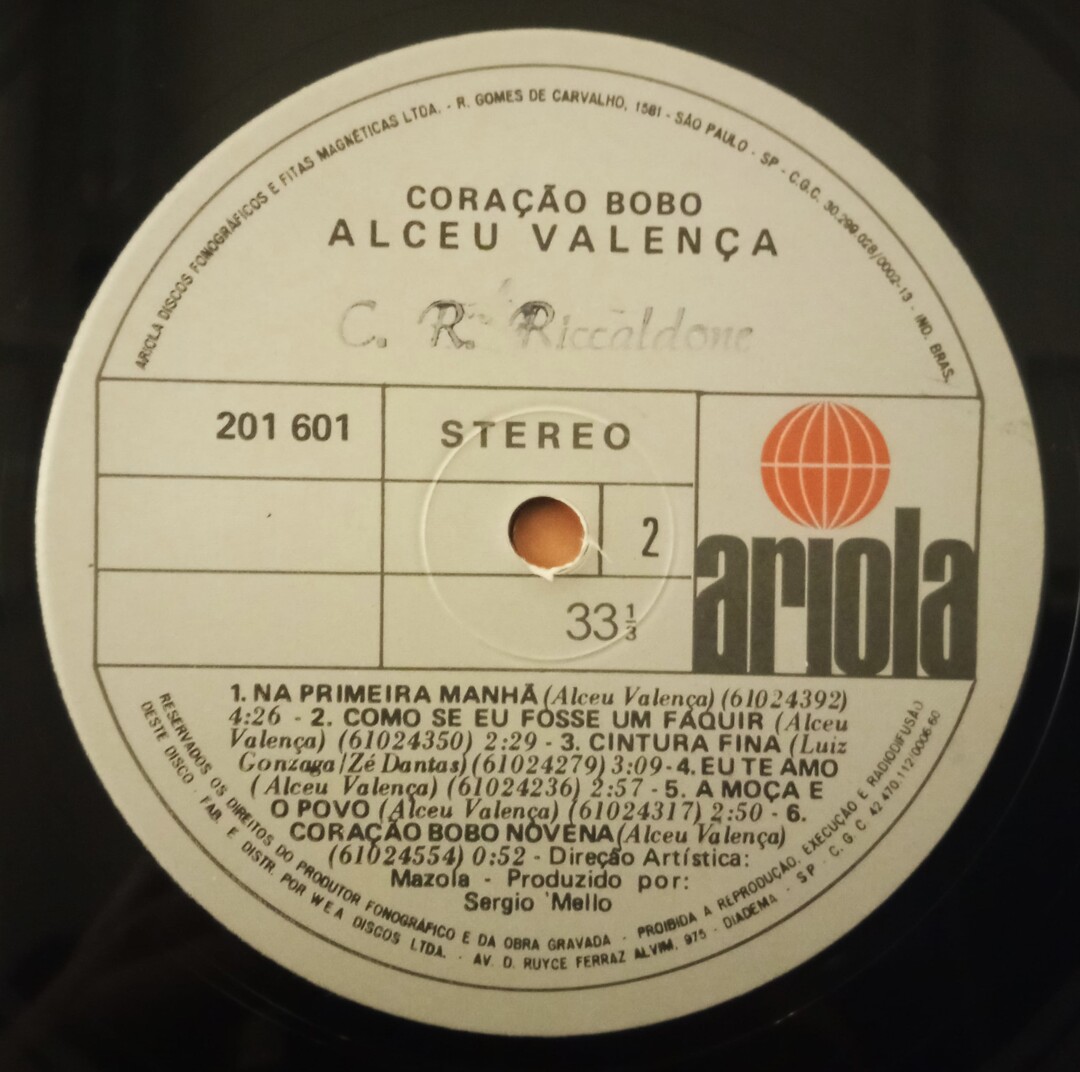 ARIOLA DISCOS FONOGRÁFICOS E FITAS MAGNÉTICAS LTDA. - R. GOMES DE CARVALHO, 1581 - SÃO PAULO - SP - C.G.C. 30.299.028/0002-13 - IND. BRAS.
CORAÇÃO BOBO
ALCEU VALENÇA
C. R. Riccaldone
201 601
STEREO
2
33 1/3
ariola
1. NA PRIMEIRA MANHÃ (Alceu Valença) (61024392)
4:26 - 2. COMO SE EU FOSSE UM FAQUIR (Alceu
Valença) (61024350) 2:29 - 3. CINTURA FINA (Luiz
Gonzaga/Zé Dantas) (61024279) 3:09 - 4. EU TE AMO
(Alceu Valença) (61024236) 2:57 - 5. A MOÇA E
O POVO (Alceu Valença) (61024317) 2:50 - 6.
CORAÇÃO BOBO NOVENA (Alceu Valença)
(61024554) 0:52 - Direção Artística:
Mazola - Produzido por:
Sergio 'Mello
RESERVADOS OS DIREITOS DO PRODUTOR FONOGRÁFICO E DA OBRA GRAVADA - PROIBIDA A REPRODUÇÃO, EXECUÇÃO E RADIODIFUSÃO
DESTE DISCO - FAB. E DISTR. POR WEA DISCOS LTDA. - AV. D. RUYCE FERRAZ ALVIM, 975 - DIADEMA - SP - C. G. C 42.470.112/0006-60